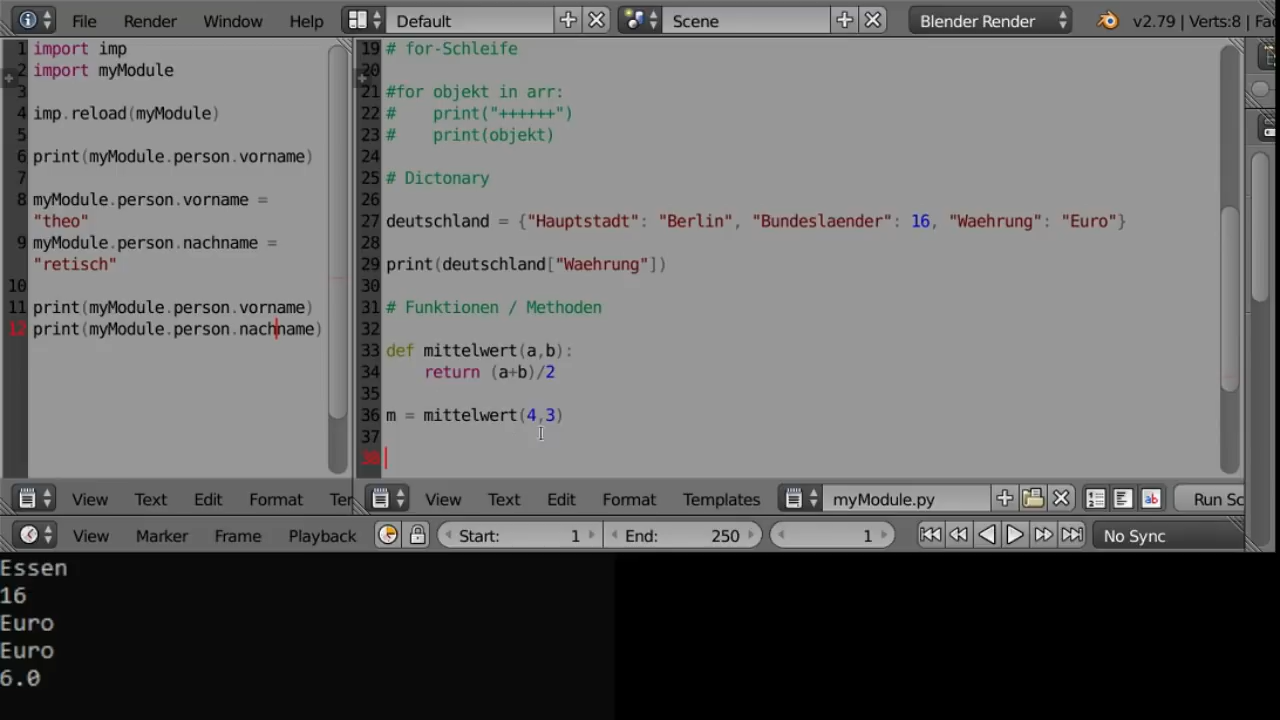 File Render Window Help Default Scene Blender Render v2.79 | Verts:8 |
1 import imp
2 import myModule
3
4 imp.reload(myModule)
5
6 print(myModule.person.vorname)
7
8 myModule.person.vorname =
"theo"
9 myModule.person.nachname =
"retisch"
10
11 print(myModule.person.vorname)
12 print(myModule.person.nachname)
19 # for-Schleife
20
21 #for objekt in arr:
22 #    print("++++++")
23 #    print(objekt)
24
25 # Dictonary
26
27 deutschland = {"Hauptstadt": "Berlin", "Bundeslaender": 16, "Waehrung": "Euro"}
28
29 print(deutschland["Waehrung"])
30
31 # Funktionen / Methoden
32
33 def mittelwert(a,b):
34     return (a+b)/2
35
36 m = mittelwert(4,3)
37
38
View Text Edit Format Ter View Text Edit Format Templates myModule.py Run Sc
View Marker Frame Playback Start: 1 End: 250 1 No Sync
Essen
16
Euro
Euro
6.0